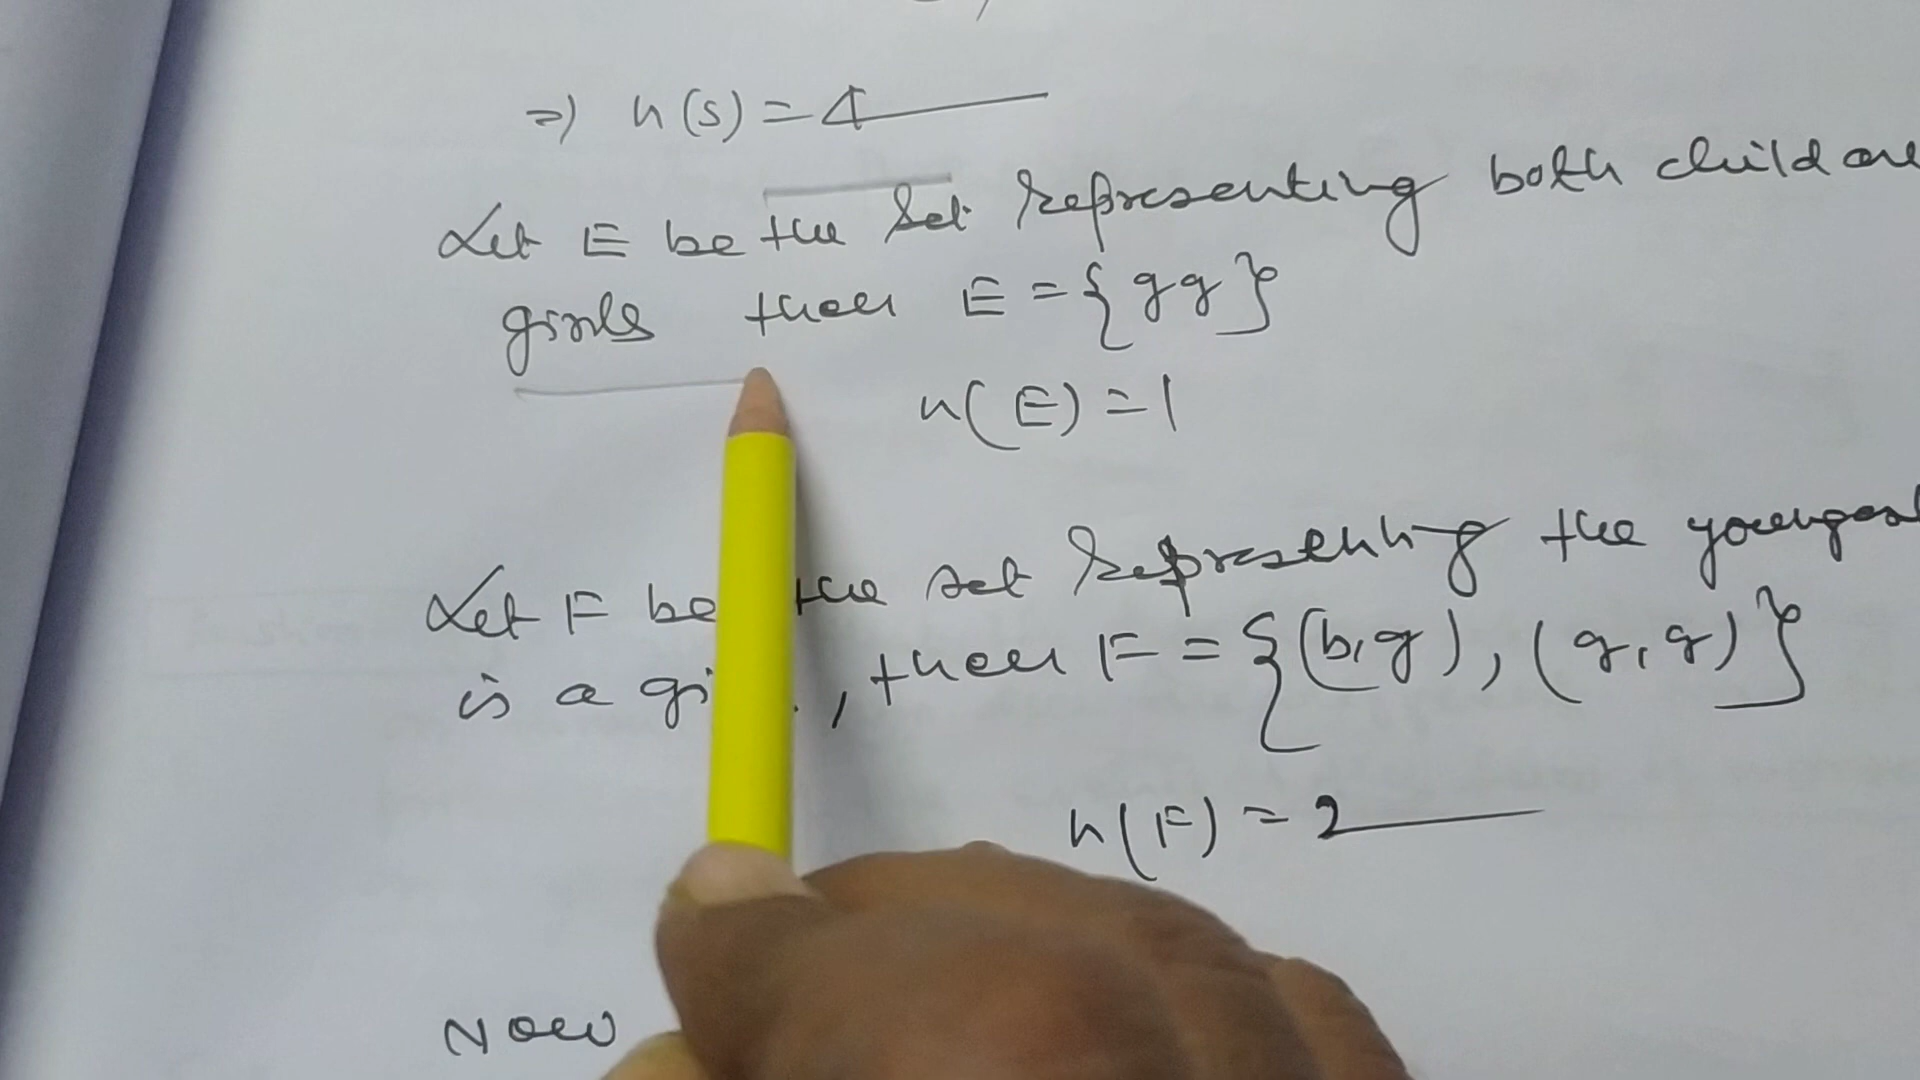 =) n(s) = 4
Let E be the set representing both child are
girls then E = {gg}
n(E) = 1
Let F be the set representing the youngest
is a gi , then F = {(b,g), (g,g)}
n(F) = 2
Now